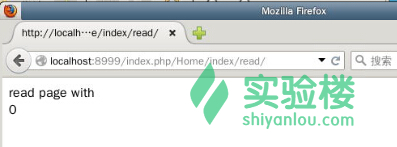 Mozilla Firefox
http://localh···e/index/read/
localhost:8999/index.php/Home/index/read/
搜索
read page with
0
实验楼
shiyanlou.com